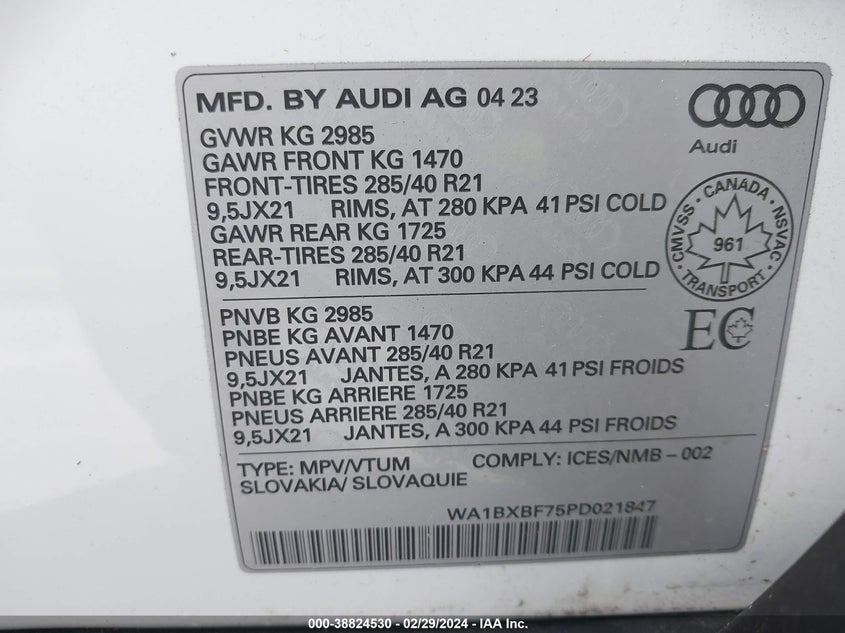 MFD. BY AUDI AG 04 23
Audi
GVWR KG 2985
GAWR FRONT KG 1470
FRONT-TIRES 285/40 R21
9,5JX21 RIMS, AT 280 KPA 41 PSI COLD
GAWR REAR KG 1725
REAR-TIRES 285/40 R21
9,5JX21 RIMS, AT 300 KPA 44 PSI COLD
CMVSS · CANADA · NSVAC · TRANSPORT ·
961
EC
PNVB KG 2985
PNBE KG AVANT 1470
PNEUS AVANT 285/40 R21
9,5JX21 JANTES, A 280 KPA 41 PSI FROIDS
PNBE KG ARRIERE 1725
PNEUS ARRIERE 285/40 R21
9,5JX21 JANTES, A 300 KPA 44 PSI FROIDS
TYPE: MPV/VTUM COMPLY: ICES/NMB – 002
SLOVAKIA/ SLOVAQUIE
WA1BXBF75PD021847
000-38824530 - 02/29/2024 - IAA Inc.